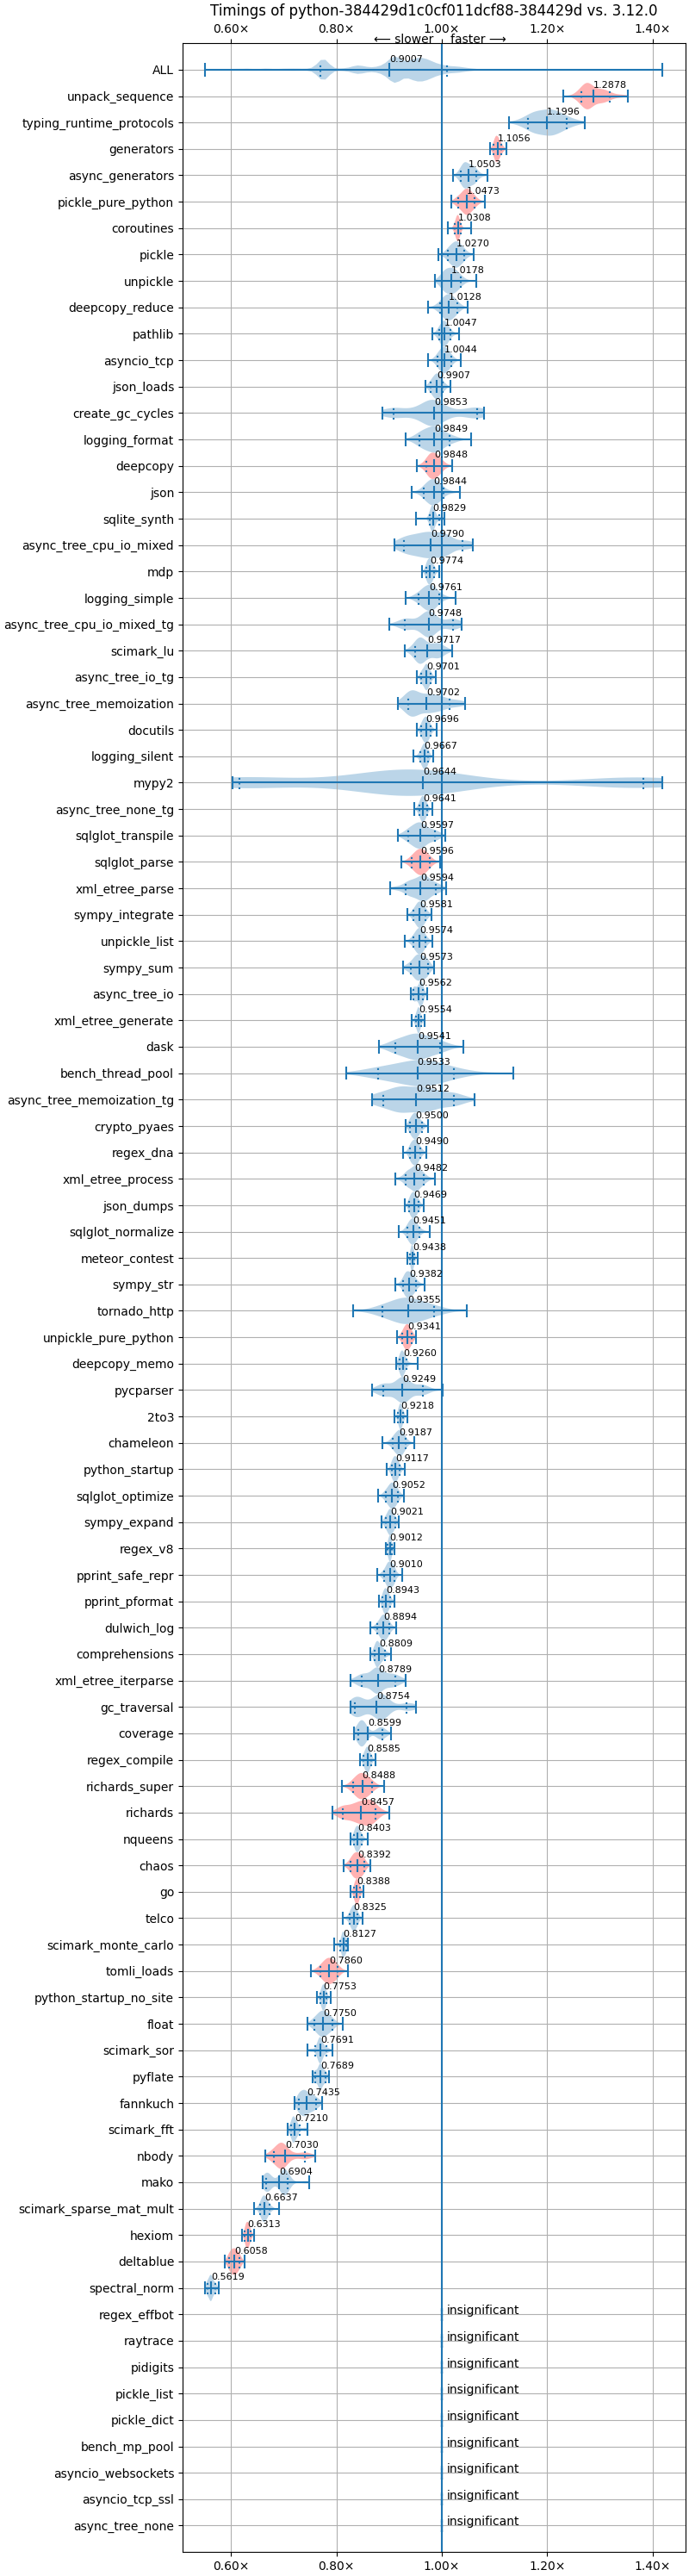 Timings of python-384429d1c0cf011dcf88-384429d vs. 3.12.0
0.60× 0.80× 1.00× 1.20× 1.40×
⟵ slower faster ⟶
ALL 0.9007
unpack_sequence 1.2878
typing_runtime_protocols 1.1996
generators 1.1056
async_generators 1.0503
pickle_pure_python 1.0473
coroutines 1.0308
pickle 1.0270
unpickle 1.0178
deepcopy_reduce 1.0128
pathlib 1.0047
asyncio_tcp 1.0044
json_loads 0.9907
create_gc_cycles 0.9853
logging_format 0.9849
deepcopy 0.9848
json 0.9844
sqlite_synth 0.9829
async_tree_cpu_io_mixed 0.9790
mdp 0.9774
logging_simple 0.9761
async_tree_cpu_io_mixed_tg 0.9748
scimark_lu 0.9717
async_tree_io_tg 0.9701
async_tree_memoization 0.9702
docutils 0.9696
logging_silent 0.9667
mypy2 0.9644
async_tree_none_tg 0.9641
sqlglot_transpile 0.9597
sqlglot_parse 0.9596
xml_etree_parse 0.9594
sympy_integrate 0.9581
unpickle_list 0.9574
sympy_sum 0.9573
async_tree_io 0.9562
xml_etree_generate 0.9554
dask 0.9541
bench_thread_pool 0.9533
async_tree_memoization_tg 0.9512
crypto_pyaes 0.9500
regex_dna 0.9490
xml_etree_process 0.9482
json_dumps 0.9469
sqlglot_normalize 0.9451
meteor_contest 0.9438
sympy_str 0.9382
tornado_http 0.9355
unpickle_pure_python 0.9341
deepcopy_memo 0.9260
pycparser 0.9249
2to3 0.9218
chameleon 0.9187
python_startup 0.9117
sqlglot_optimize 0.9052
sympy_expand 0.9021
regex_v8 0.9012
pprint_safe_repr 0.9010
pprint_pformat 0.8943
dulwich_log 0.8894
comprehensions 0.8809
xml_etree_iterparse 0.8789
gc_traversal 0.8754
coverage 0.8599
regex_compile 0.8585
richards_super 0.8488
richards 0.8457
nqueens 0.8403
chaos 0.8392
go 0.8388
telco 0.8325
scimark_monte_carlo 0.8127
tomli_loads 0.7860
python_startup_no_site 0.7753
float 0.7750
scimark_sor 0.7691
pyflate 0.7689
fannkuch 0.7435
scimark_fft 0.7210
nbody 0.7030
mako 0.6904
scimark_sparse_mat_mult 0.6637
hexiom 0.6313
deltablue 0.6058
spectral_norm 0.5619
regex_effbot insignificant
raytrace insignificant
pidigits insignificant
pickle_list insignificant
pickle_dict insignificant
bench_mp_pool insignificant
asyncio_websockets insignificant
asyncio_tcp_ssl insignificant
async_tree_none insignificant
0.60× 0.80× 1.00× 1.20× 1.40×